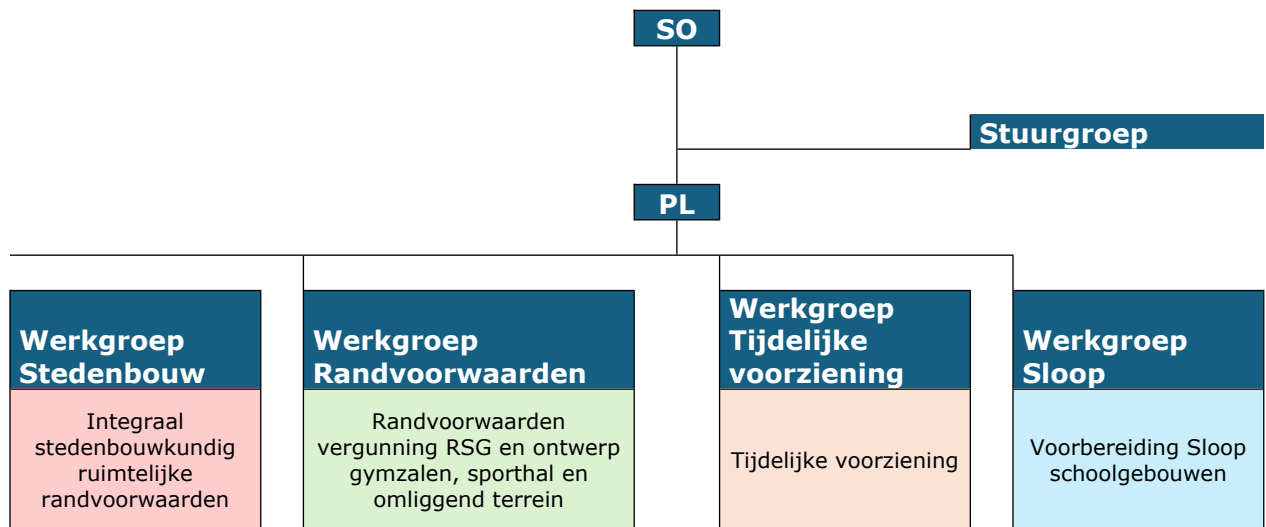 SO
Stuurgroep
PL
Werkgroep
Stedenbouw
Integraal
stedenbouwkundig
ruimtelijke
randvoorwaarden
Werkgroep
Randvoorwaarden
Randvoorwaarden
vergunning RSG en ontwerp
gymzalen, sporthal en
omliggend terrein
Werkgroep
Tijdelijke
voorziening
Tijdelijke voorziening
Werkgroep
Sloop
Voorbereiding Sloop
schoolgebouwen